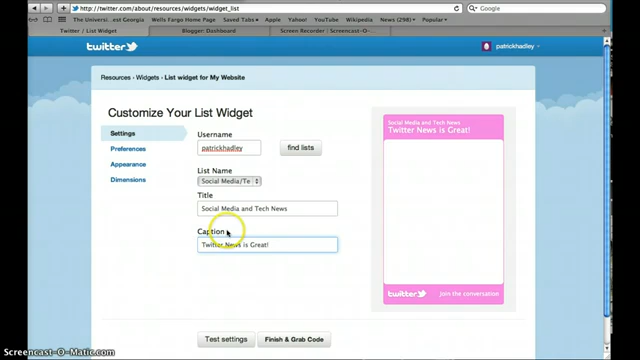 http://twitter.com/about/resources/widgets/widget_list
Google
The Universi...st Georgia
Wells Fargo Home Page
Apple
Yahoo!
YouTube
Wikipedia
News (298)
Popular
Twitter / List Widget
Blogger: Dashboard
Screen Recorder | Screencast-O-...
twitter
patrickhadley
Resources › Widgets › List widget for My Website
Customize Your List Widget
Settings
Preferences
Appearance
Dimensions
Username
patrickhadley
find lists
List Name
Social Media/Te
Title
Social Media and Tech News
Caption
Twitter News is Great!
Test settings
Finish & Grab Code
Social Media and Tech News
Twitter News is Great!
twitter
Join the conversation
Screencast-O-Matic.com